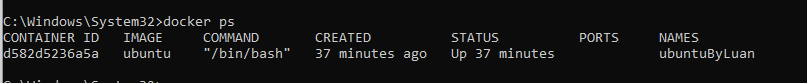 C:\Windows\System32>docker ps
CONTAINER ID   IMAGE     COMMAND       CREATED          STATUS          PORTS     NAMES
d582d5236a5a   ubuntu    "/bin/bash"   37 minutes ago   Up 37 minutes             ubuntuByLuan